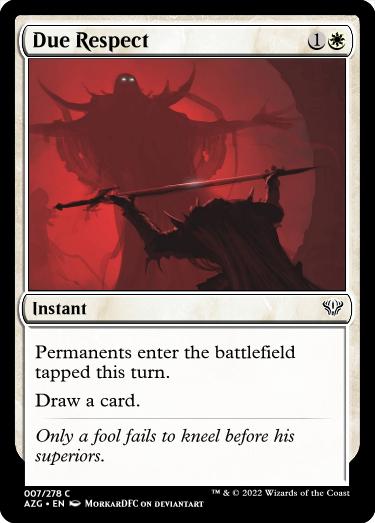 Due Respect 1
Instant
Permanents enter the battlefield
tapped this turn.
Draw a card.
Only a fool fails to kneel before his
superiors.
007/278 C
AZG • EN MORKARDFC ON DEVIANTART
™ & © 2022 Wizards of the Coast